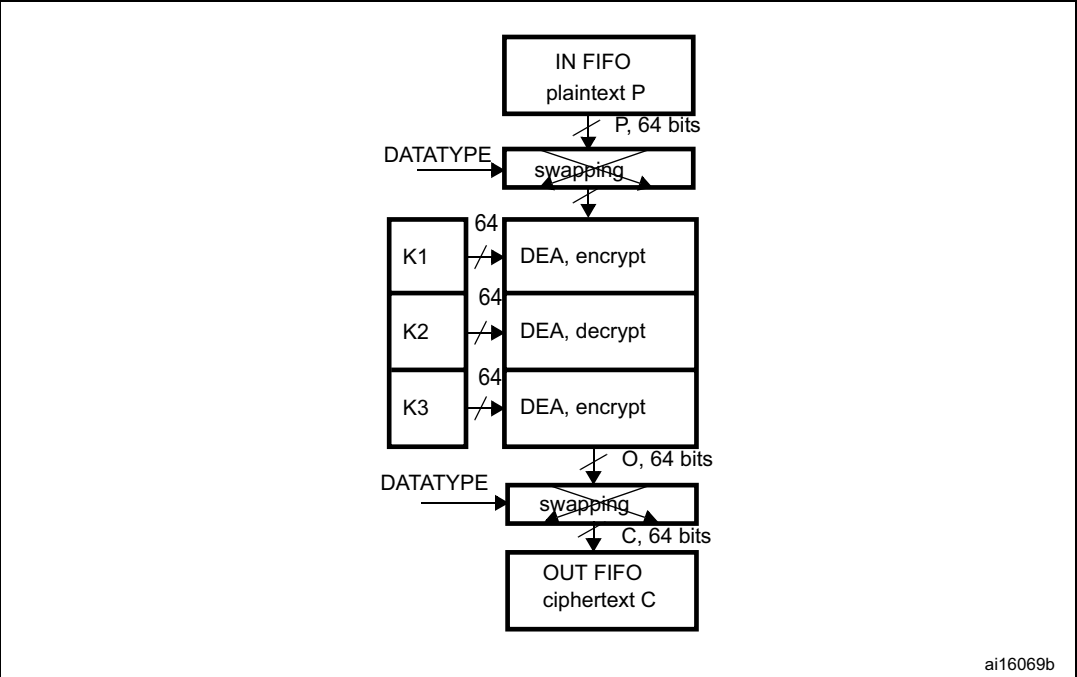 IN FIFO
plaintext P
P, 64 bits
DATATYPE
swapping
64
K1
DEA, encrypt
64
K2
DEA, decrypt
64
K3
DEA, encrypt
O, 64 bits
DATATYPE
swapping
C, 64 bits
OUT FIFO
ciphertext C
ai16069b